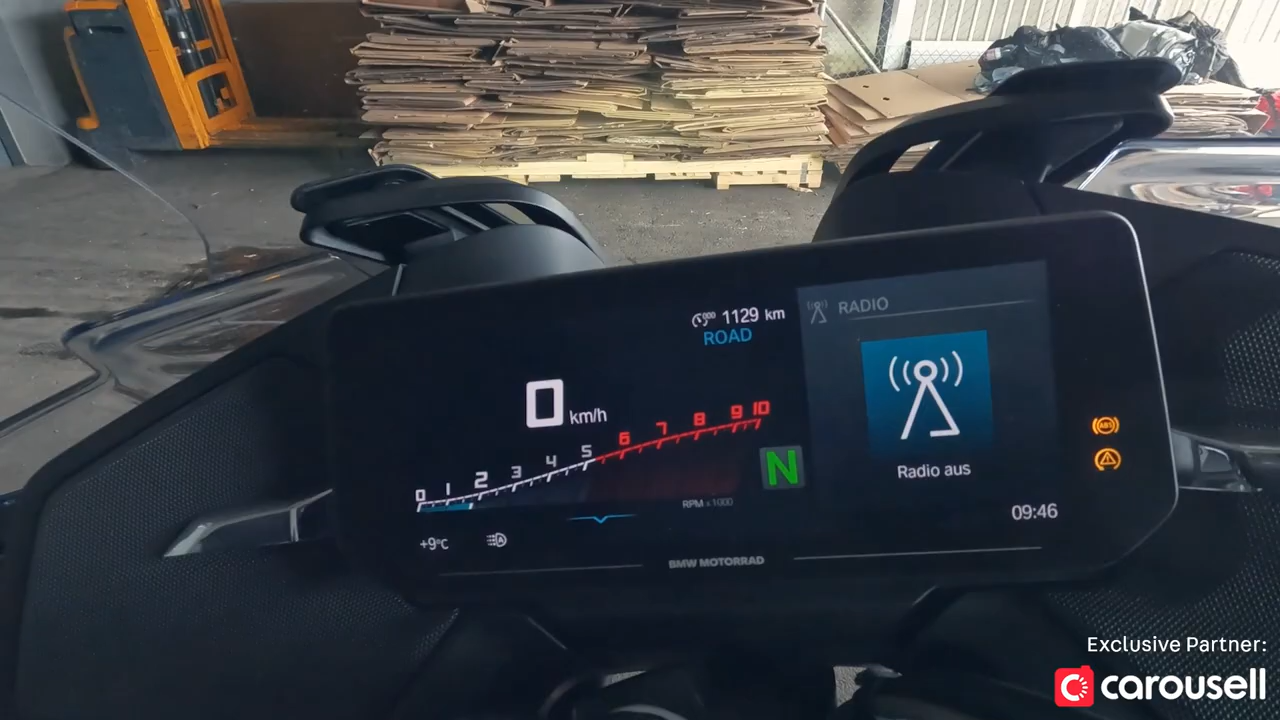 1129 km
ROAD
RADIO
0 km/h
0 1 2 3 4 5 6 7 8 9 10
N
RPM x 1000
Radio aus
ABS
+9°C
09:46
BMW MOTORRAD
Exclusive Partner:
carousell